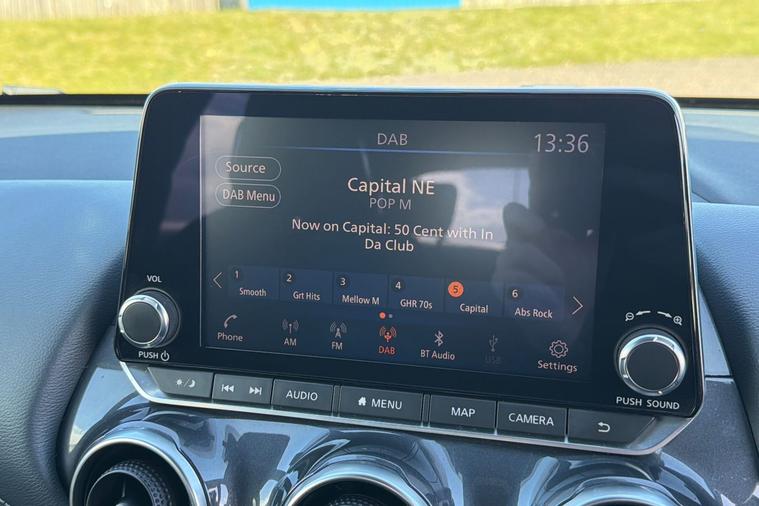 DAB
13:36
Source
DAB Menu
Capital NE
POP M
Now on Capital: 50 Cent with In
Da Club
1 2 3 4 5 6
Smooth Grt Hits Mellow M GHR 70s Capital Abs Rock
Phone AM FM DAB BT Audio USB Settings
VOL
PUSH
PUSH SOUND
AUDIO MENU MAP CAMERA